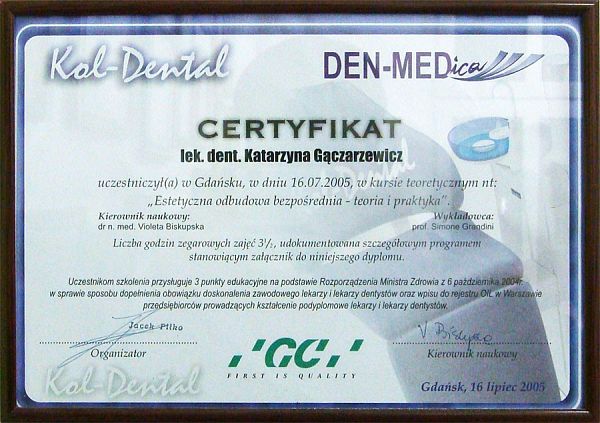 Kol-Dental
DEN-MEDica
CERTYFIKAT
lek. dent. Katarzyna Gączarzewicz
uczestniczył(a) w Gdańsku, w dniu 16.07.2005, w kursie teoretycznym nt:
„Estetyczna odbudowa bezpośrednia - teoria i praktyka”.
Kierownik naukowy: Wykładowca:
dr n. med. Violeta Biskupska prof. Simone Grandini
Liczba godzin zegarowych zajęć 3½, udokumentowana szczegółowym programem
stanowiącym załącznik do niniejszego dyplomu.
Uczestnikom szkolenia przysługuje 3 punkty edukacyjne na podstawie Rozporządzenia Ministra Zdrowia z 6 października 2004r.
w sprawie sposobu dopełnienia obowiązku doskonalenia zawodowego lekarzy i lekarzy dentystów oraz wpisu do rejestru OIL w Warszawie
przedsiębiorców prowadzących kształcenie podyplomowe lekarzy i lekarzy dentystów.
Jacek Pilko
Organizator
GC
FIRST IS QUALITY
Kierownik naukowy
Kol-Dental
Gdańsk, 16 lipiec 2005